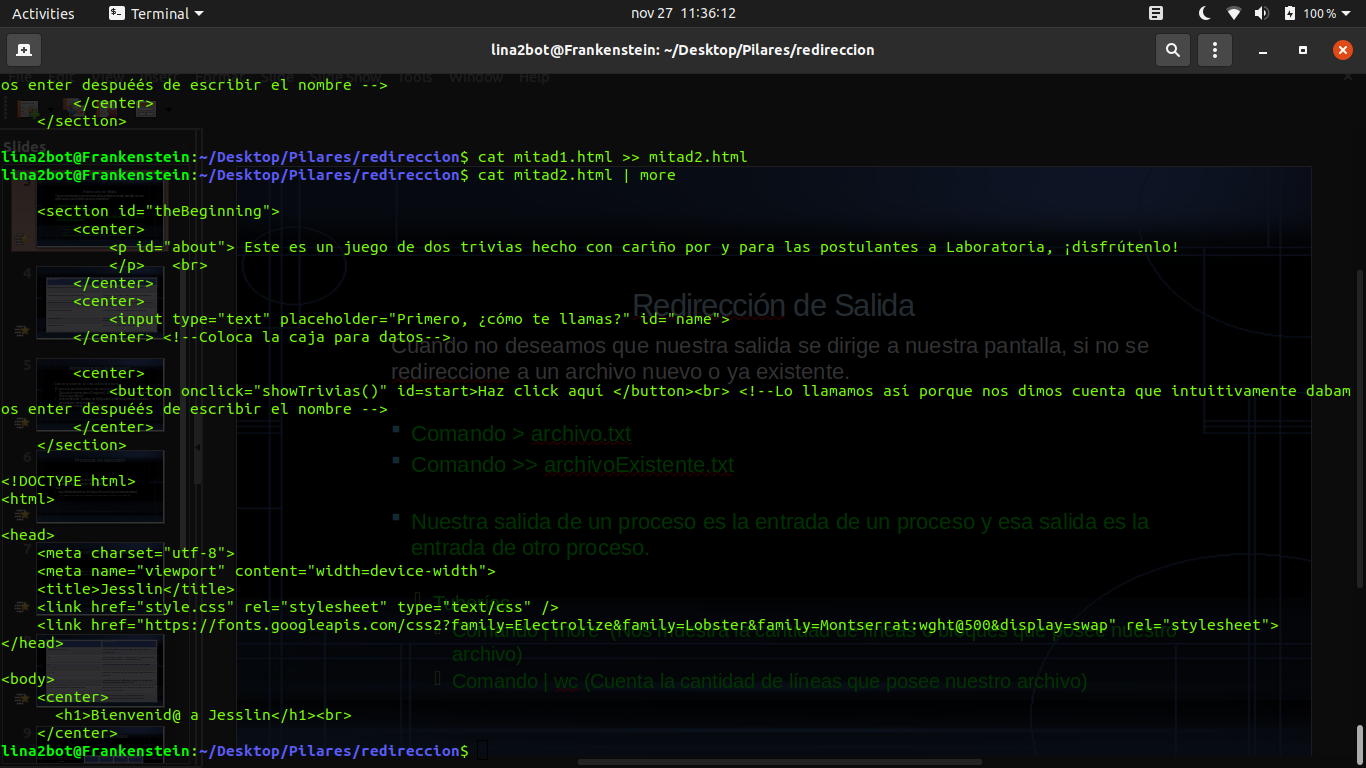 Activities
Terminal
nov 27 11:36:12
100 %
lina2bot@Frankenstein: ~/Desktop/Pilares/redireccion
Tools Window Help
os enter despuéés de escribir el nombre -->
</center>
</section>
Slides
lina2bot@Frankenstein:~/Desktop/Pilares/redireccion$ cat mitad1.html >> mitad2.html
lina2bot@Frankenstein:~/Desktop/Pilares/redireccion$ cat mitad2.html | more
<section id="theBeginning">
<center>
<p id="about"> Este es un juego de dos trivias hecho con cariño por y para las postulantes a Laboratoria, ¡disfrútenlo!
</p> <br>
</center>
<center>
<input type="text" placeholder="Primero, ¿cómo te llamas?" id="name">
</center> <!--Coloca la caja para datos-->
<center>
<button onclick="showTrivias()" id=start>Haz click aquí </button><br> <!--Lo llamamos así porque nos dimos cuenta que intuitivamente dabam
os enter despuéés de escribir el nombre -->
</center>
</section>
<!DOCTYPE html>
<html>
<head>
<meta charset="utf-8">
<meta name="viewport" content="width=device-width">
<title>Jesslin</title>
<link href="style.css" rel="stylesheet" type="text/css" />
<link href="https://fonts.googleapis.com/css2?family=Electrolize&family=Lobster&family=Montserrat:wght@500&display=swap" rel="stylesheet">
</head>
<body>
<center>
<h1>Bienvenid@ a Jesslin</h1><br>
</center>
lina2bot@Frankenstein:~/Desktop/Pilares/redireccion$
Redirección de Salida
Cuando no deseamos que nuestra salida se dirige a nuestra pantalla, si no se
redireccione a un archivo nuevo o ya existente.
Comando > archivo.txt
Comando >> archivoExistente.txt
Nuestra salida de un proceso es la entrada de un proceso y esa salida es la
entrada de otro proceso.
Tuberías
Comando | more (Nos muestra la cantidad de líneas o bloques que posee nuestro
archivo)
Comando | wc (Cuenta la cantidad de líneas que posee nuestro archivo)
3
4
5
6
7
9